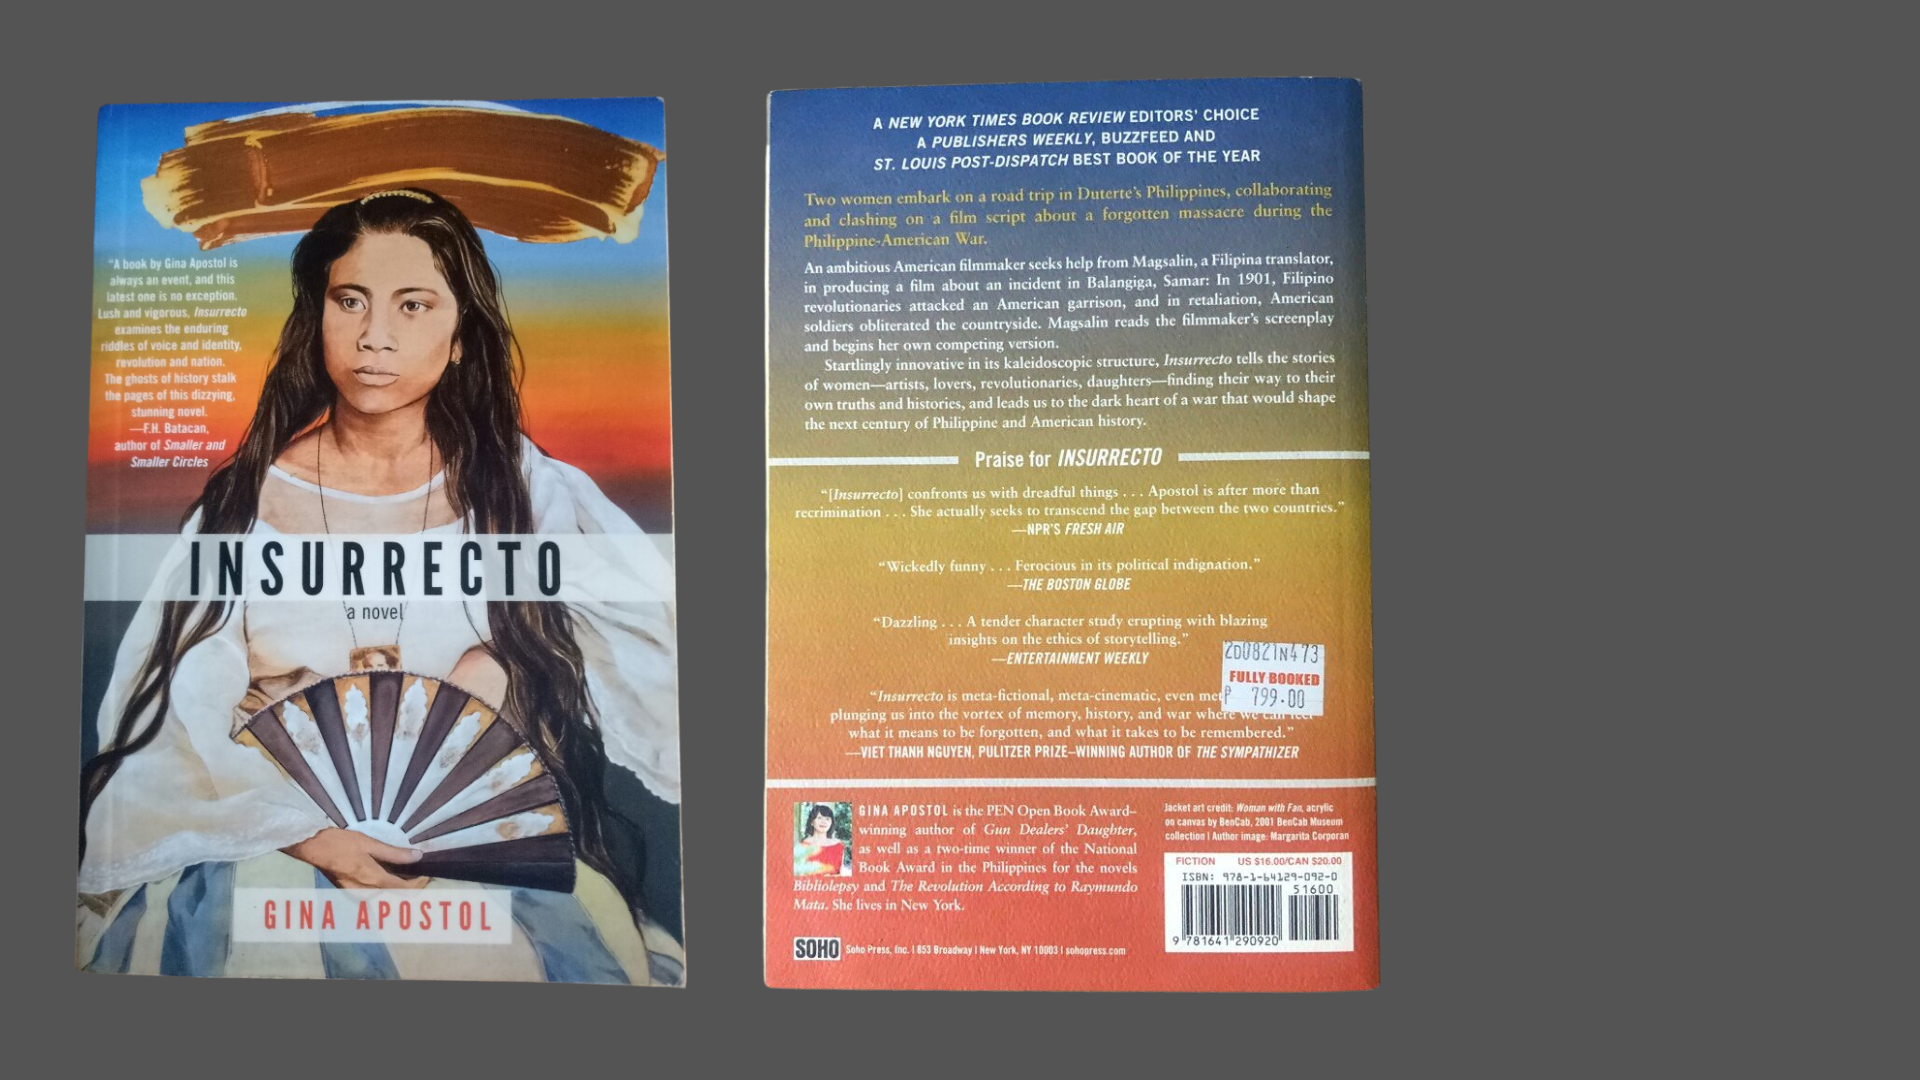 "A book by Gina Apostol is
always an event, and this
latest one is no exception.
Lush and vigorous, Insurrecto
examines the enduring
riddles of voice and identity,
revolution and nation.
The ghosts of history stalk
the pages of this dizzying,
stunning novel.
—F.H. Batacan,
author of Smaller and
Smaller Circles
INSURRECTO
a novel
GINA APOSTOL
A NEW YORK TIMES BOOK REVIEW EDITORS' CHOICE
A PUBLISHERS WEEKLY, BUZZFEED AND
ST. LOUIS POST-DISPATCH BEST BOOK OF THE YEAR
Two women embark on a road trip in Duterte's Philippines, collaborating
and clashing on a film script about a forgotten massacre during the
Philippine-American War.
An ambitious American filmmaker seeks help from Magsalin, a Filipina translator,
in producing a film about an incident in Balangiga, Samar: In 1901, Filipino
revolutionaries attacked an American garrison, and in retaliation, American
soldiers obliterated the countryside. Magsalin reads the filmmaker's screenplay
and begins her own competing version.
Startlingly innovative in its kaleidoscopic structure, Insurrecto tells the stories
of women—artists, lovers, revolutionaries, daughters—finding their way to their
own truths and histories, and leads us to the dark heart of a war that would shape
the next century of Philippine and American history.
Praise for INSURRECTO
"[Insurrecto] confronts us with dreadful things . . . Apostol is after more than
recrimination . . . She actually seeks to transcend the gap between the two countries."
—NPR'S FRESH AIR
"Wickedly funny . . . Ferocious in its political indignation."
—THE BOSTON GLOBE
"Dazzling . . . A tender character study erupting with blazing
insights on the ethics of storytelling."
—ENTERTAINMENT WEEKLY
ZD0821N473
FULLY BOOKED
₱ 799.00
"Insurrecto is meta-fictional, meta-cinematic, even
plunging us into the vortex of memory, history, and war where we can feel
what it means to be forgotten, and what it takes to be remembered."
—VIET THANH NGUYEN, PULITZER PRIZE–WINNING AUTHOR OF THE SYMPATHIZER
GINA APOSTOL is the PEN Open Book Award–
winning author of Gun Dealers' Daughter,
as well as a two-time winner of the National
Book Award in the Philippines for the novels
Bibliolepsy and The Revolution According to Raymundo
Mata. She lives in New York.
SOHO Soho Press, Inc. | 853 Broadway | New York, NY 10003 | sohopress.com
Jacket art credit: Woman with Fan, acrylic
on canvas by BenCab, 2001 BenCab Museum
collection | Author image: Margarita Corporan
FICTION US $16.00/CAN $20.00
ISBN: 978-1-64129-092-0
51600
9 781641 290920